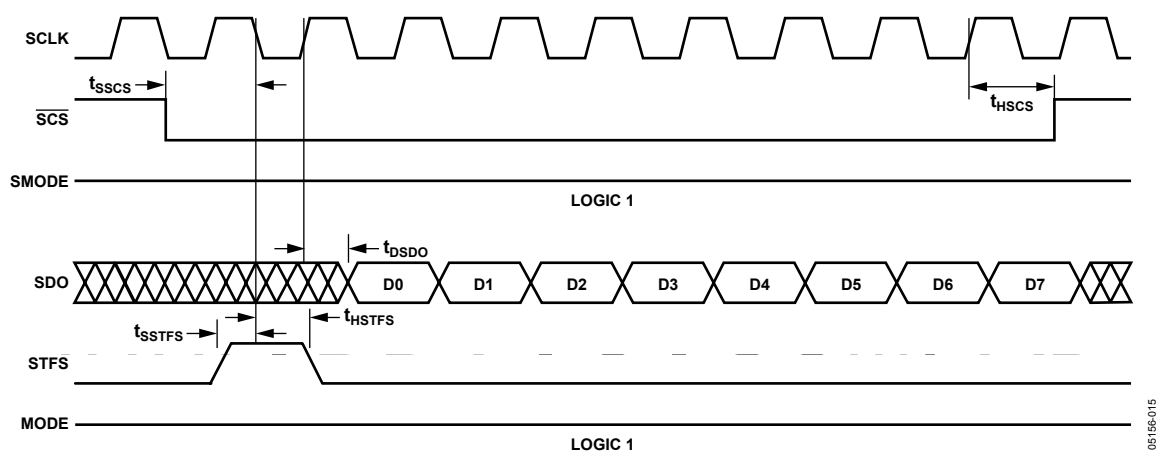 SCLK
tSSCS
tHSCS
SCS
SMODE
LOGIC 1
tDSDO
SDO
D0 D1 D2 D3 D4 D5 D6 D7
tSSTFS
tHSTFS
STFS
MODE
LOGIC 1
05156-015